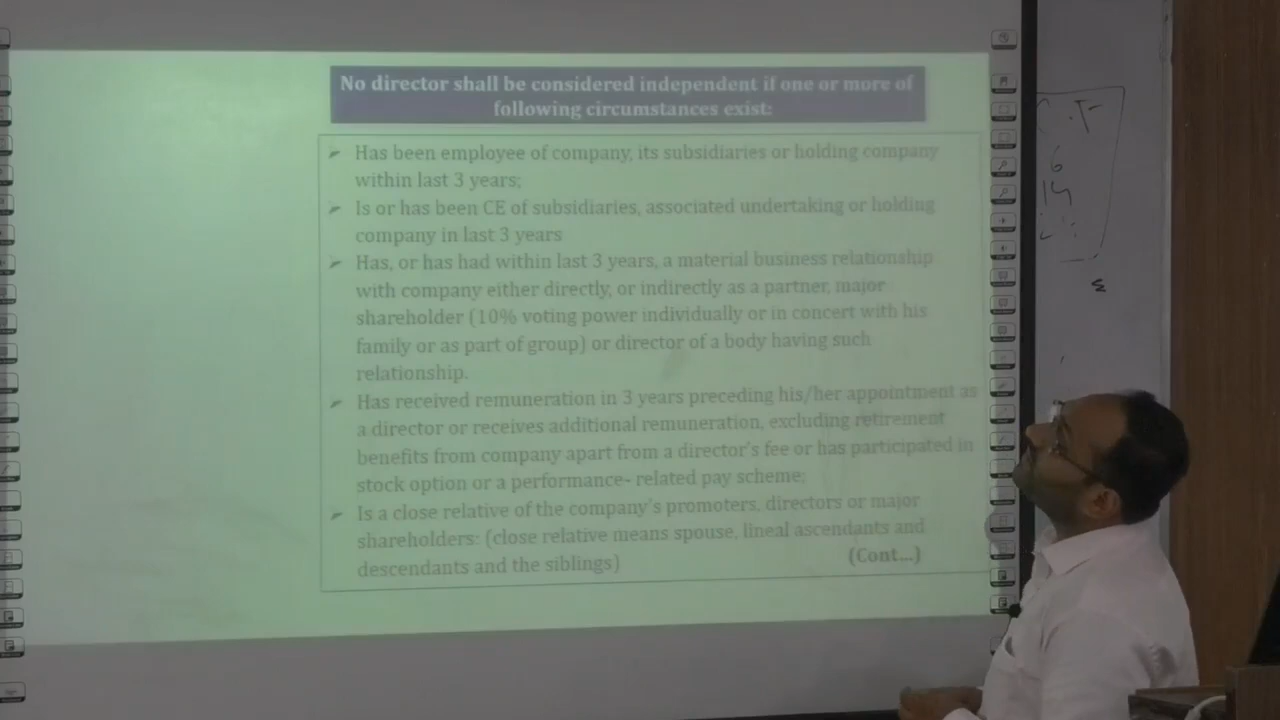 No director shall be considered independent if one or more of
following circumstances exist:
Has been employee of company, its subsidiaries or holding company
within last 3 years;
Is or has been CE of subsidiaries, associated undertaking or holding
company in last 3 years
Has, or has had within last 3 years, a material business relationship
with company either directly, or indirectly as a partner, major
shareholder (10% voting power individually or in concert with his
family or as part of group) or director of a body having such
relationship.
Has received remuneration in 3 years preceding his/her appointment as
a director or receives additional remuneration, excluding retirement
benefits from company apart from a director's fee or has participated in
stock option or a performance- related pay scheme;
Is a close relative of the company's promoters, directors or major
shareholders: (close relative means spouse, lineal ascendants and
descendants and the siblings)
(Cont...)
6
14